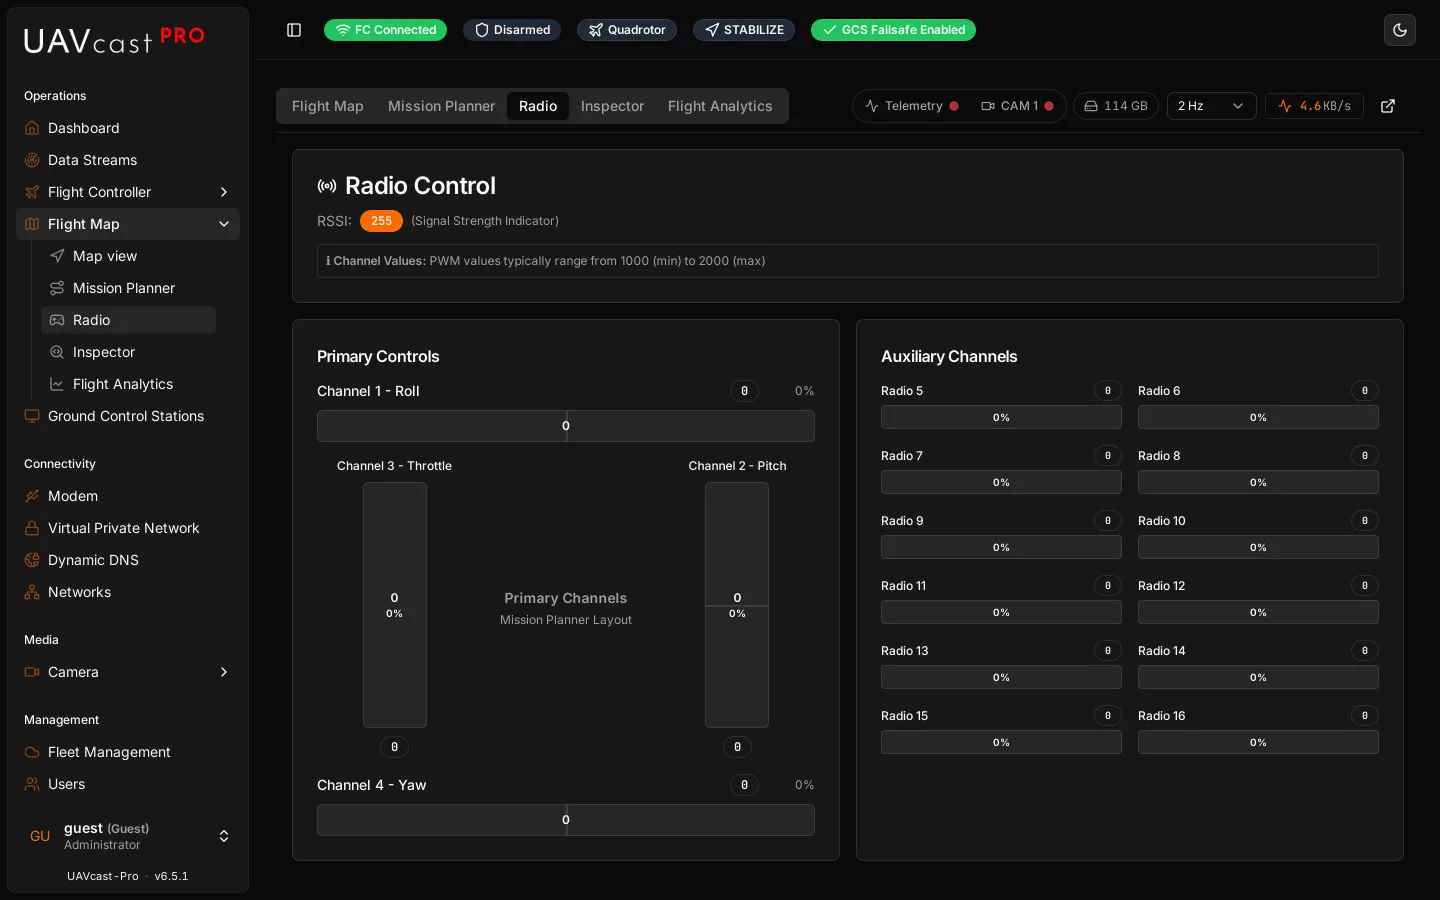 UAVcast PRO
Operations
Dashboard
Data Streams
Flight Controller
Flight Map
Map view
Mission Planner
Radio
Inspector
Flight Analytics
Ground Control Stations
Connectivity
Modem
Virtual Private Network
Dynamic DNS
Networks
Media
Camera
Management
Fleet Management
Users
GU
guest (Guest)
Administrator
UAVcast-Pro · v6.5.1
FC Connected
Disarmed
Quadrotor
STABILIZE
GCS Failsafe Enabled
Flight Map
Mission Planner
Radio
Inspector
Flight Analytics
Telemetry
CAM 1
114 GB
2 Hz
4.6KB/s
Radio Control
RSSI: 255 (Signal Strength Indicator)
ℹ Channel Values: PWM values typically range from 1000 (min) to 2000 (max)
Primary Controls
Channel 1 - Roll 0 0%
0
Channel 3 - Throttle
0
0%
0
Primary Channels
Mission Planner Layout
Channel 2 - Pitch
0
0%
0
Channel 4 - Yaw 0 0%
0
Auxiliary Channels
Radio 5 0
0%
Radio 6 0
0%
Radio 7 0
0%
Radio 8 0
0%
Radio 9 0
0%
Radio 10 0
0%
Radio 11 0
0%
Radio 12 0
0%
Radio 13 0
0%
Radio 14 0
0%
Radio 15 0
0%
Radio 16 0
0%